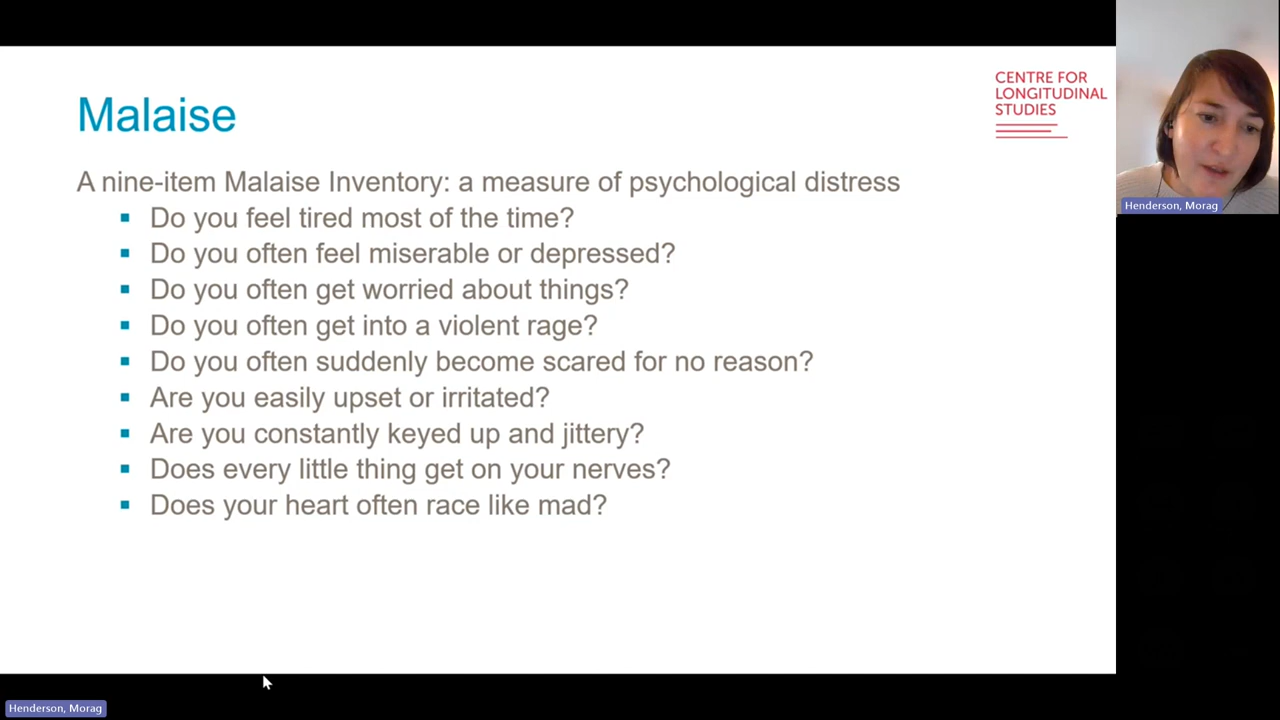 Malaise
CENTRE FOR
LONGITUDINAL
STUDIES
A nine-item Malaise Inventory: a measure of psychological distress
Do you feel tired most of the time?
Do you often feel miserable or depressed?
Do you often get worried about things?
Do you often get into a violent rage?
Do you often suddenly become scared for no reason?
Are you easily upset or irritated?
Are you constantly keyed up and jittery?
Does every little thing get on your nerves?
Does your heart often race like mad?
Henderson, Morag
Henderson, Morag